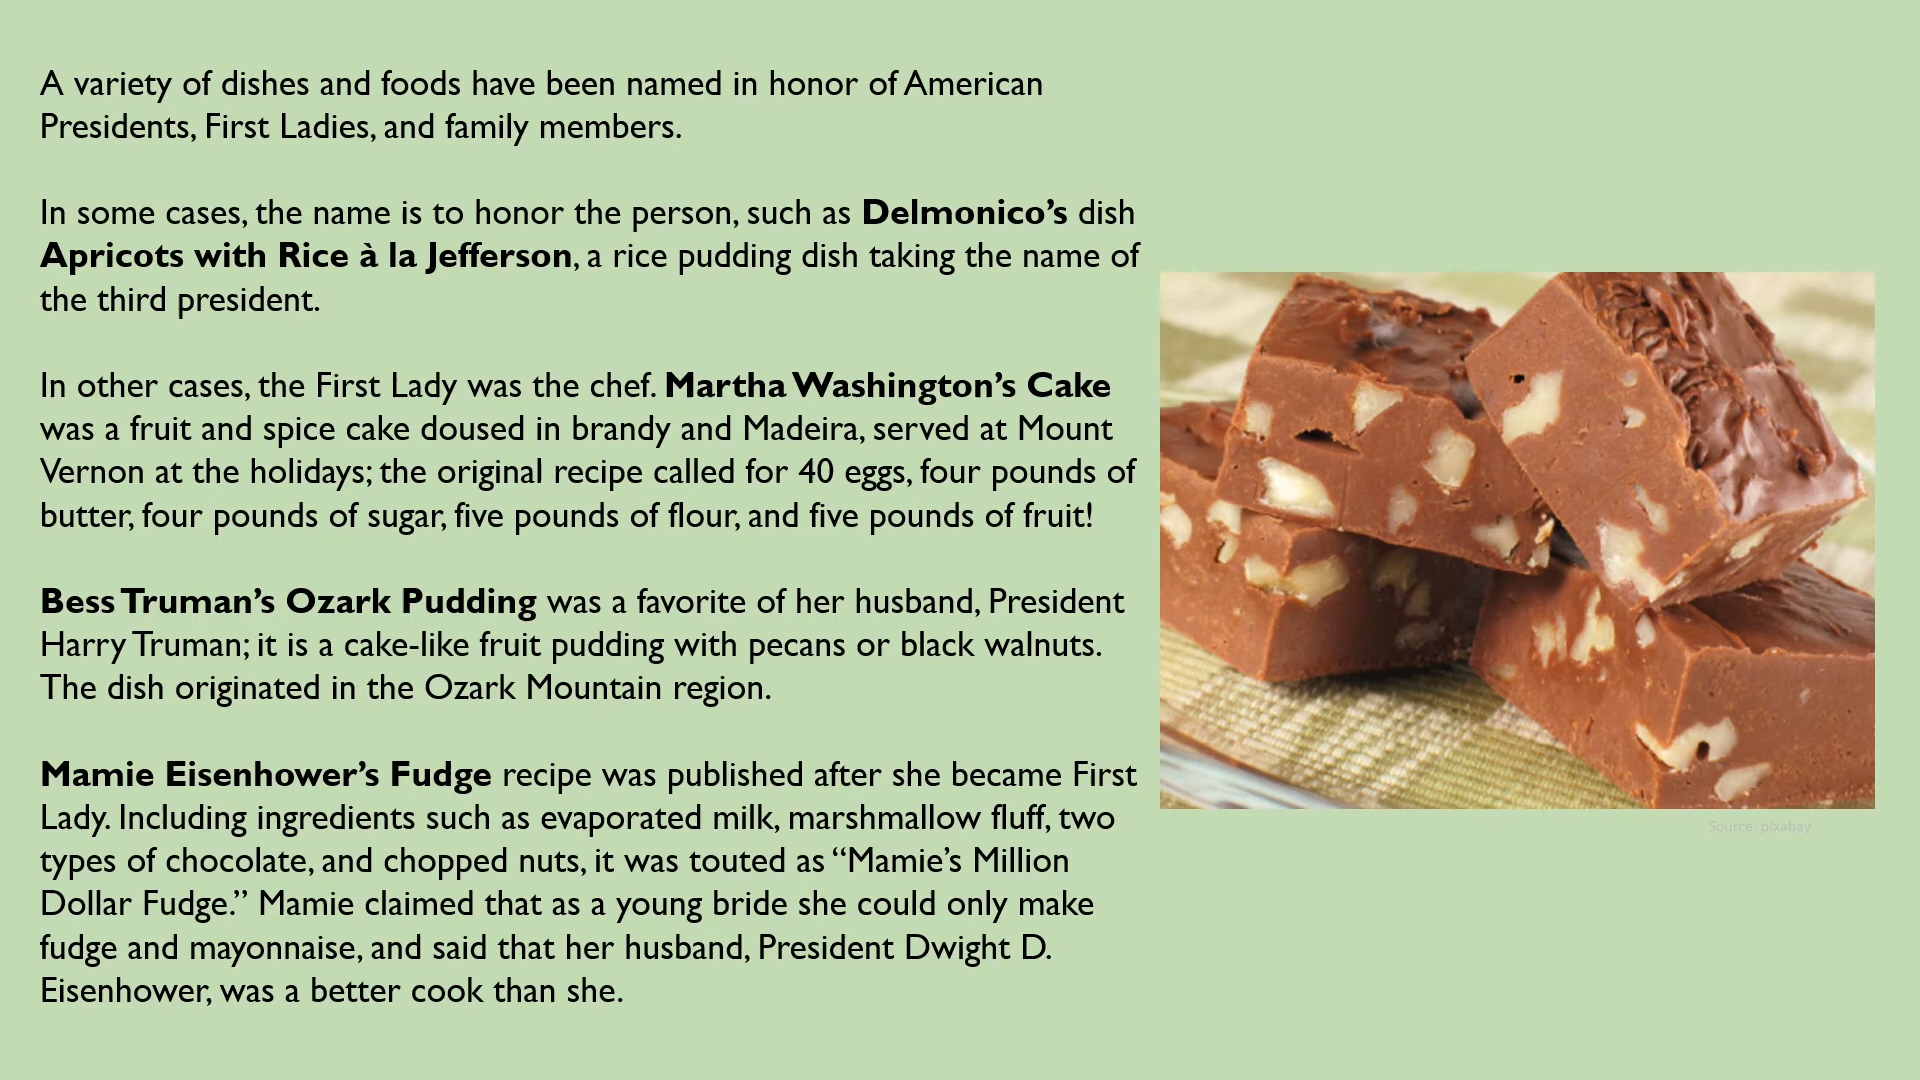 A variety of dishes and foods have been named in honor of American
Presidents, First Ladies, and family members.
In some cases, the name is to honor the person, such as Delmonico’s dish
Apricots with Rice à la Jefferson, a rice pudding dish taking the name of
the third president.
In other cases, the First Lady was the chef. Martha Washington’s Cake
was a fruit and spice cake doused in brandy and Madeira, served at Mount
Vernon at the holidays; the original recipe called for 40 eggs, four pounds of
butter, four pounds of sugar, five pounds of flour, and five pounds of fruit!
Bess Truman’s Ozark Pudding was a favorite of her husband, President
Harry Truman; it is a cake-like fruit pudding with pecans or black walnuts.
The dish originated in the Ozark Mountain region.
Mamie Eisenhower’s Fudge recipe was published after she became First
Lady. Including ingredients such as evaporated milk, marshmallow fluff, two
types of chocolate, and chopped nuts, it was touted as “Mamie’s Million
Dollar Fudge.” Mamie claimed that as a young bride she could only make
fudge and mayonnaise, and said that her husband, President Dwight D.
Eisenhower, was a better cook than she.
Source: pixabay